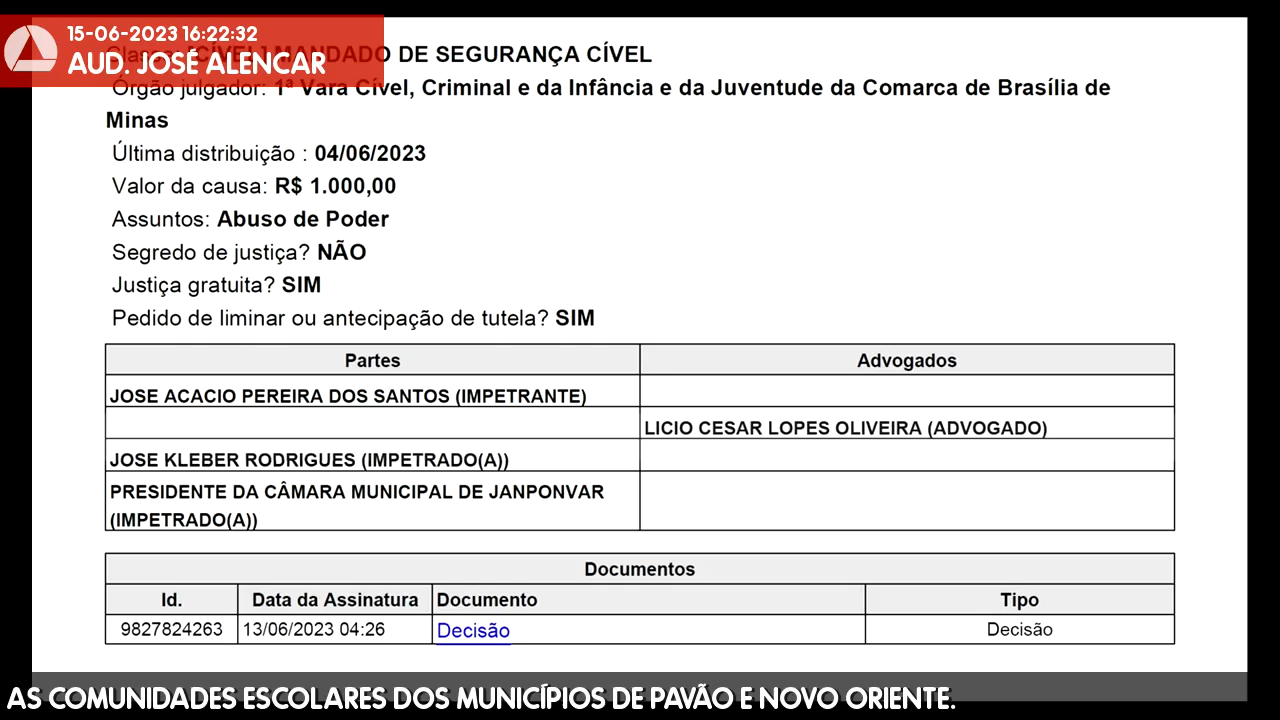 15-06-2023 16:22:32
AUD. JOSÉ ALENCAR
Classe: [CÍVEL] MANDADO DE SEGURANÇA CÍVEL
Órgão julgador: 1ª Vara Cível, Criminal e da Infância e da Juventude da Comarca de Brasília de
Minas
Última distribuição : 04/06/2023
Valor da causa: R$ 1.000,00
Assuntos: Abuso de Poder
Segredo de justiça? NÃO
Justiça gratuita? SIM
Pedido de liminar ou antecipação de tutela? SIM
Partes Advogados
JOSE ACACIO PEREIRA DOS SANTOS (IMPETRANTE)
LICIO CESAR LOPES OLIVEIRA (ADVOGADO)
JOSE KLEBER RODRIGUES (IMPETRADO(A))
PRESIDENTE DA CÂMARA MUNICIPAL DE JANPONVAR
(IMPETRADO(A))
Documentos
Id. Data da Assinatura Documento Tipo
9827824263 13/06/2023 04:26 Decisão Decisão
AS COMUNIDADES ESCOLARES DOS MUNICÍPIOS DE PAVÃO E NOVO ORIENTE.